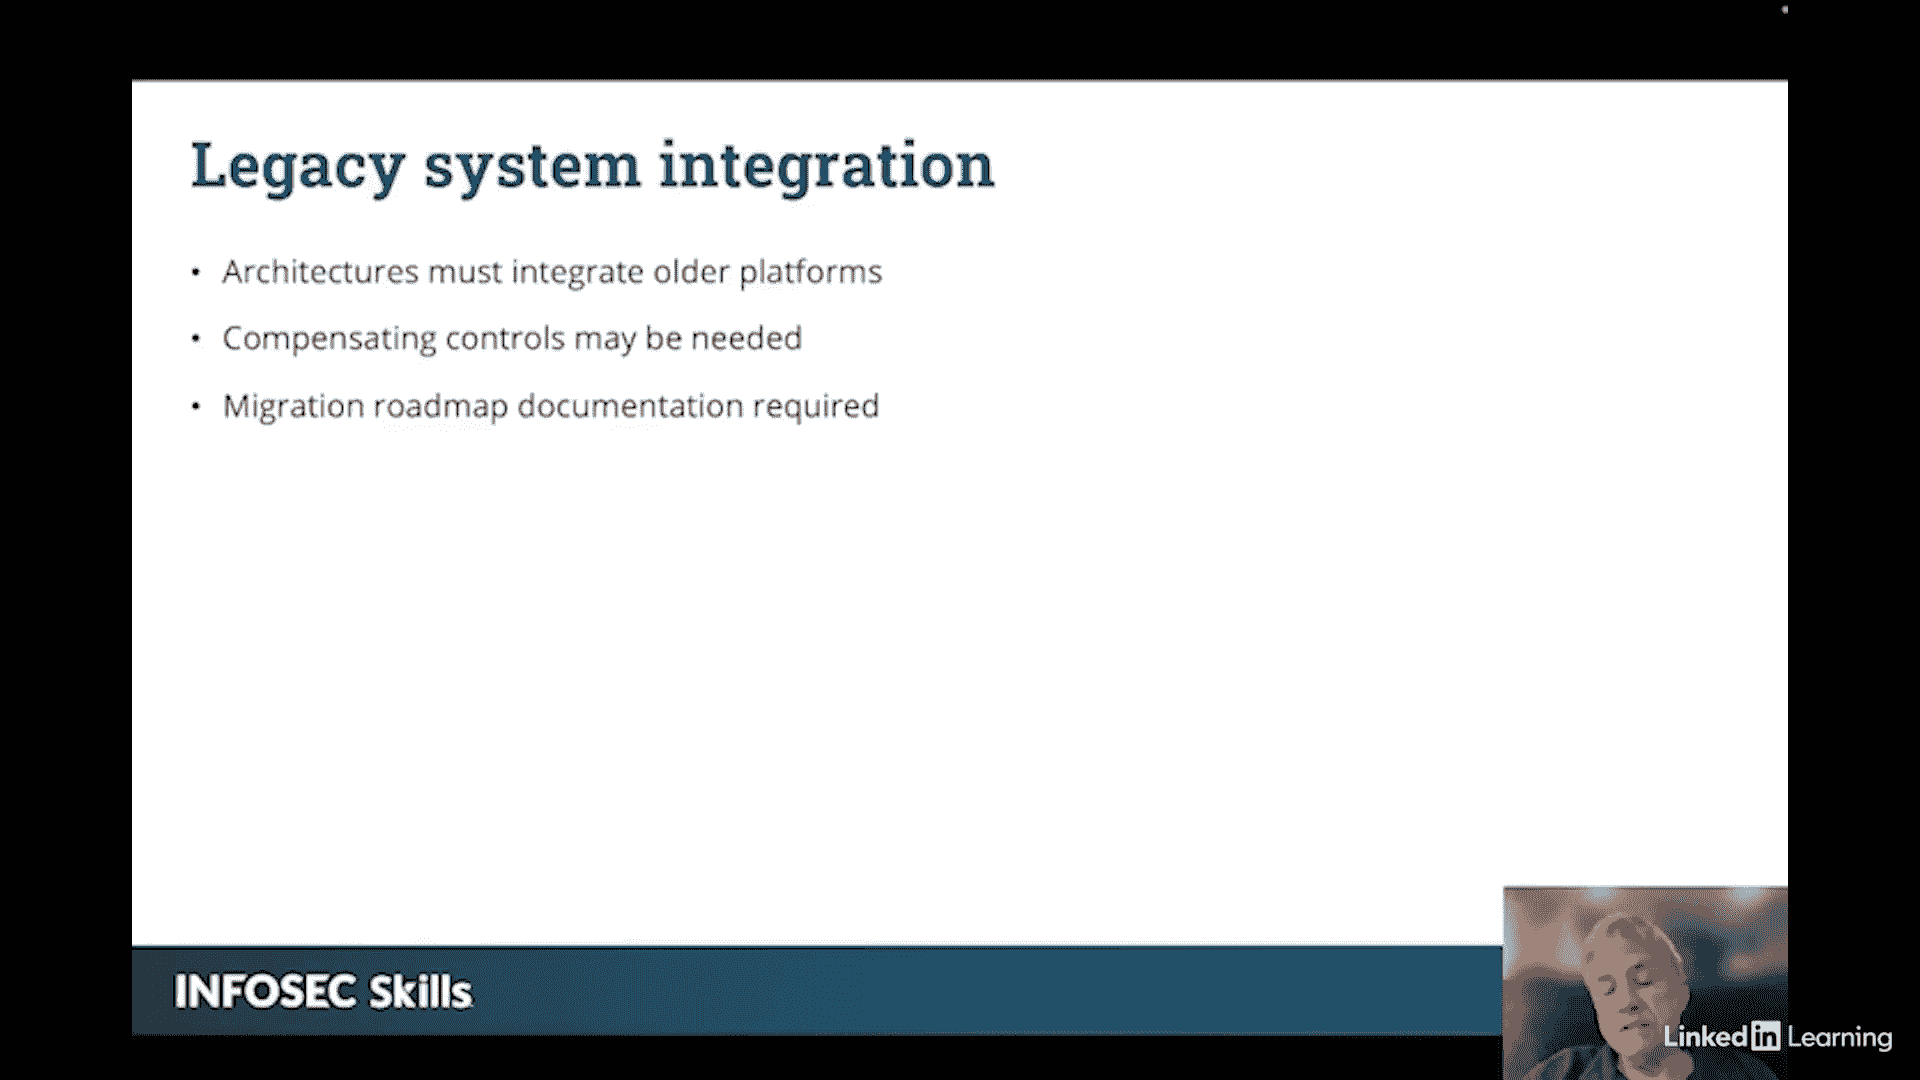 Legacy system integration
• Architectures must integrate older platforms
• Compensating controls may be needed
• Migration roadmap documentation required
INFOSEC Skills
Linked in Learning